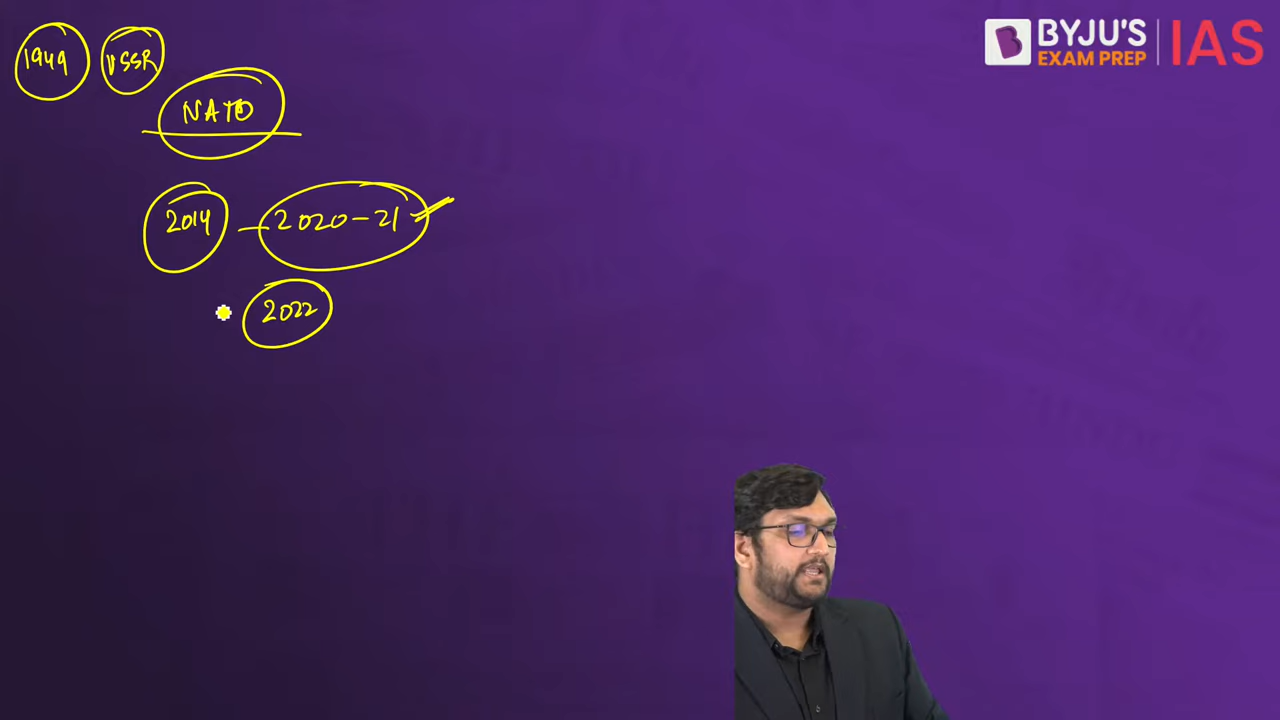 1949 USSR
NATO
2014 - 2020-21
2022
BYJU'S
EXAM PREP
IAS